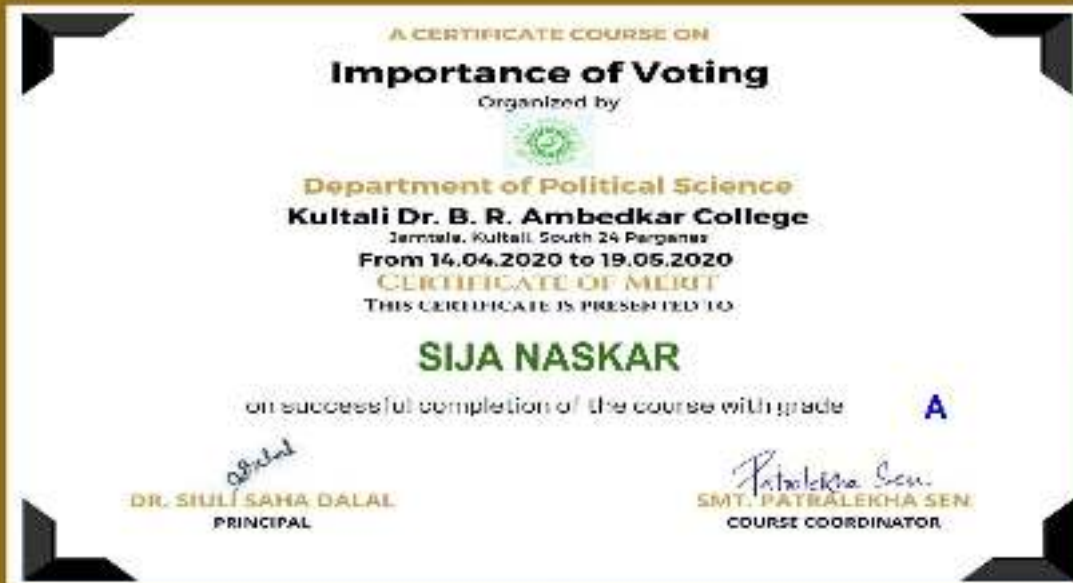 A CERTIFICATE COURSE ON
Importance of Voting
Organized by
Department of Political Science
Kultali Dr. B. R. Ambedkar College
Jamtala, Kultali, South 24 Parganas
From 14.04.2020 to 19.05.2020
CERTIFICATE OF MERIT
THIS CERTIFICATE IS PRESENTED TO
SIJA NASKAR
on successful completion of the course with grade A
Patralekha Sen.
DR. SIULI SAHA DALAL
SMT. PATRALEKHA SEN
PRINCIPAL
COURSE COORDINATOR